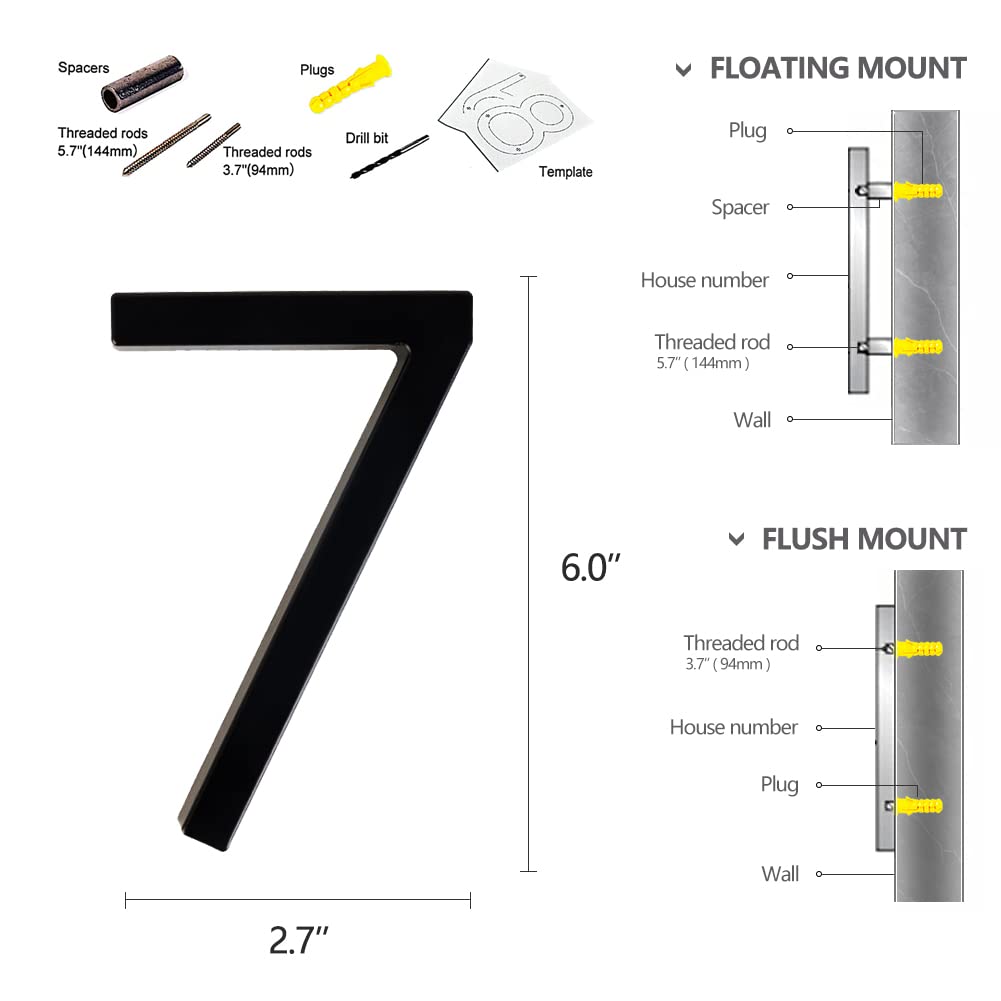 Spacers
Plugs
Threaded rods
5.7"(144mm)
Threaded rods
3.7"(94mm)
Drill bit
Template
18
7
6.0"
2.7"
FLOATING MOUNT
Plug
Spacer
House number
Threaded rod
5.7" ( 144mm )
Wall
FLUSH MOUNT
Threaded rod
3.7" ( 94mm )
House number
Plug
Wall